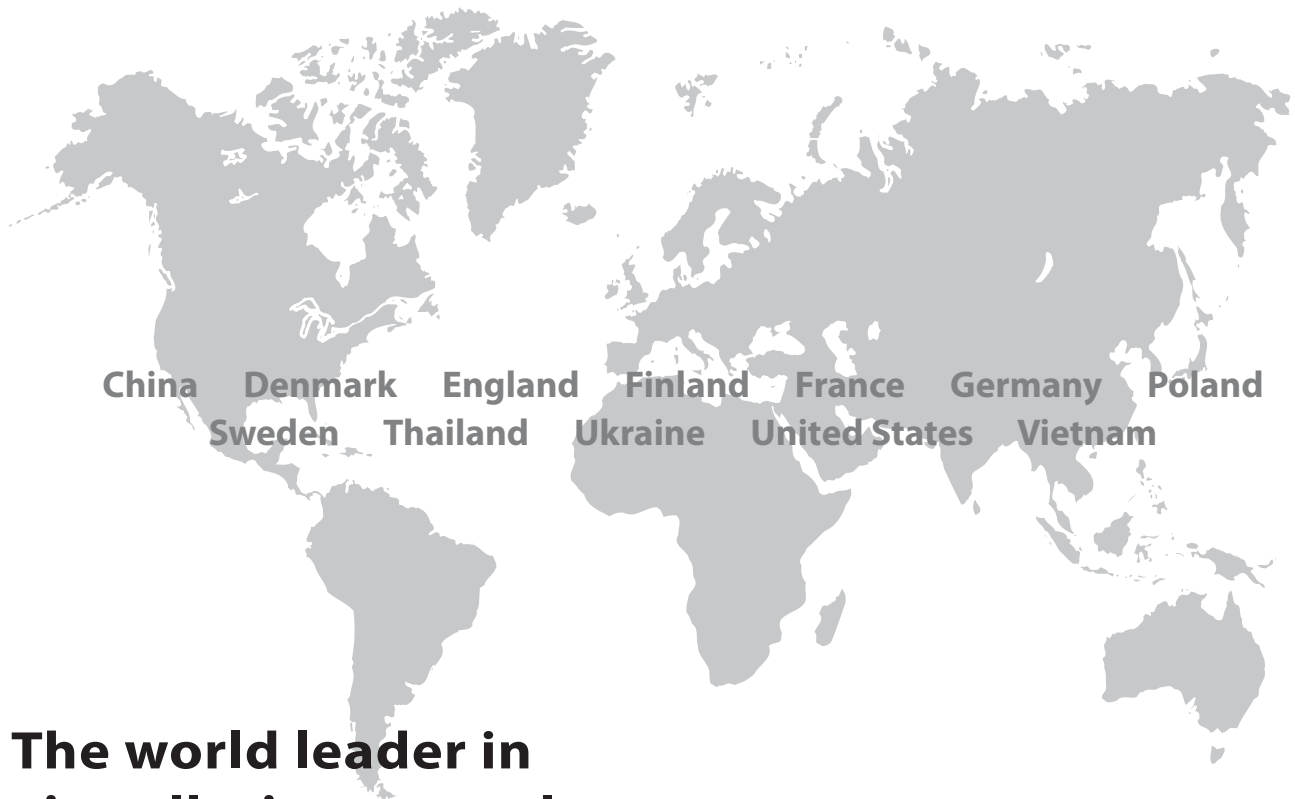 China Denmark England Finland France Germany Poland
Sweden Thailand Ukraine United States Vietnam
The world leader in